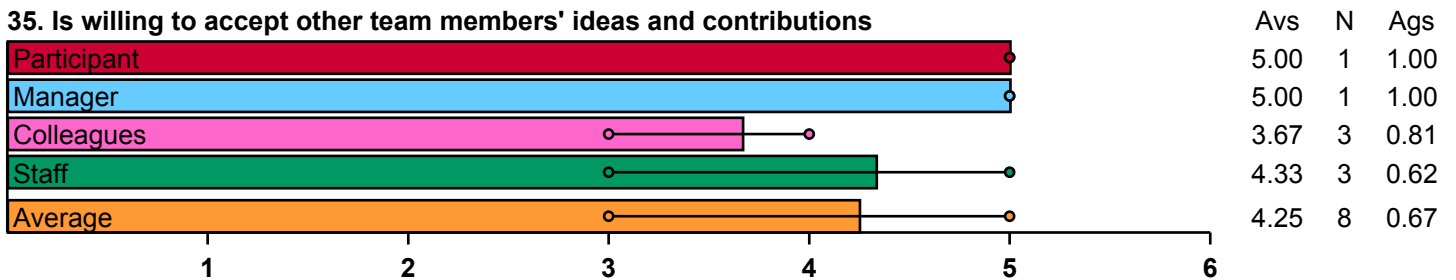 35. Is willing to accept other team members' ideas and contributions Avs N Ags
Participant 5.00 1 1.00
Manager 5.00 1 1.00
Colleagues 3.67 3 0.81
Staff 4.33 3 0.62
Average 4.25 8 0.67
1 2 3 4 5 6